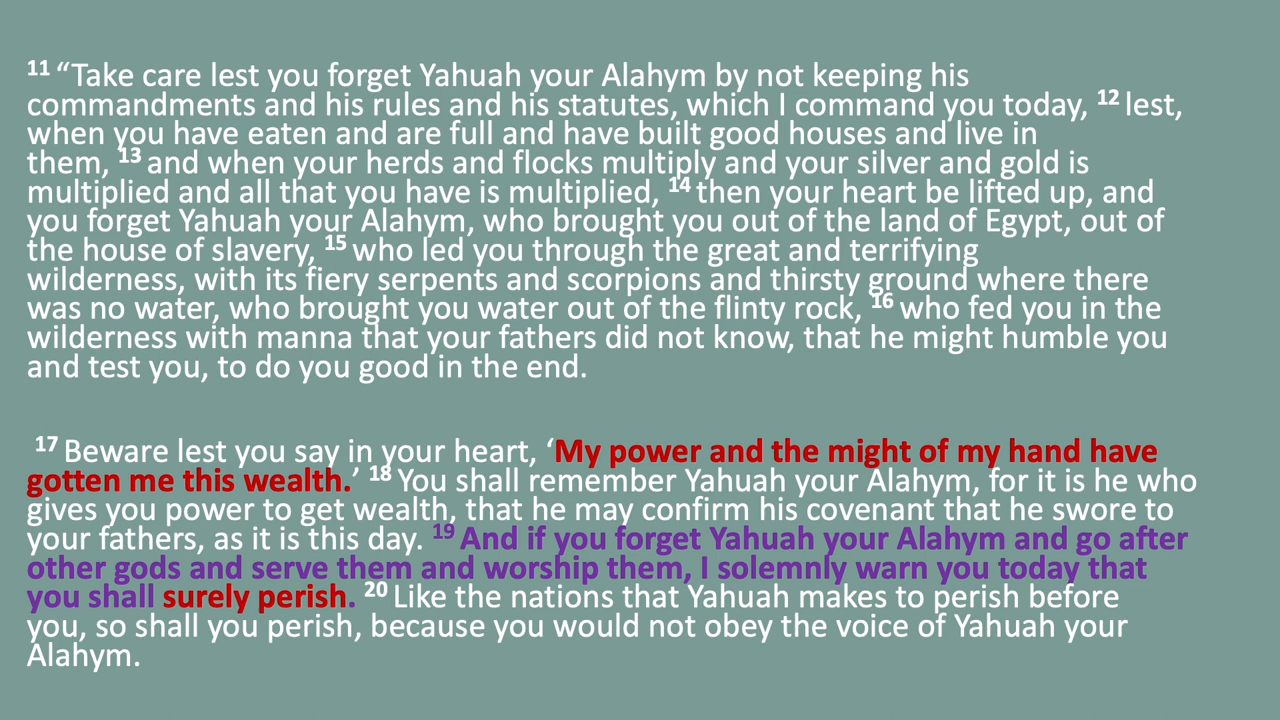 11 “Take care lest you forget Yahuah your Alahym by not keeping his
commandments and his rules and his statutes, which I command you today, 12 lest,
when you have eaten and are full and have built good houses and live in
them, 13 and when your herds and flocks multiply and your silver and gold is
multiplied and all that you have is multiplied, 14 then your heart be lifted up, and
you forget Yahuah your Alahym, who brought you out of the land of Egypt, out of
the house of slavery, 15 who led you through the great and terrifying
wilderness, with its fiery serpents and scorpions and thirsty ground where there
was no water, who brought you water out of the flinty rock, 16 who fed you in the
wilderness with manna that your fathers did not know, that he might humble you
and test you, to do you good in the end.
17 Beware lest you say in your heart, ‘My power and the might of my hand have
gotten me this wealth.’ 18 You shall remember Yahuah your Alahym, for it is he who
gives you power to get wealth, that he may confirm his covenant that he swore to
your fathers, as it is this day. 19 And if you forget Yahuah your Alahym and go after
other gods and serve them and worship them, I solemnly warn you today that
you shall surely perish. 20 Like the nations that Yahuah makes to perish before
you, so shall you perish, because you would not obey the voice of Yahuah your
Alahym.